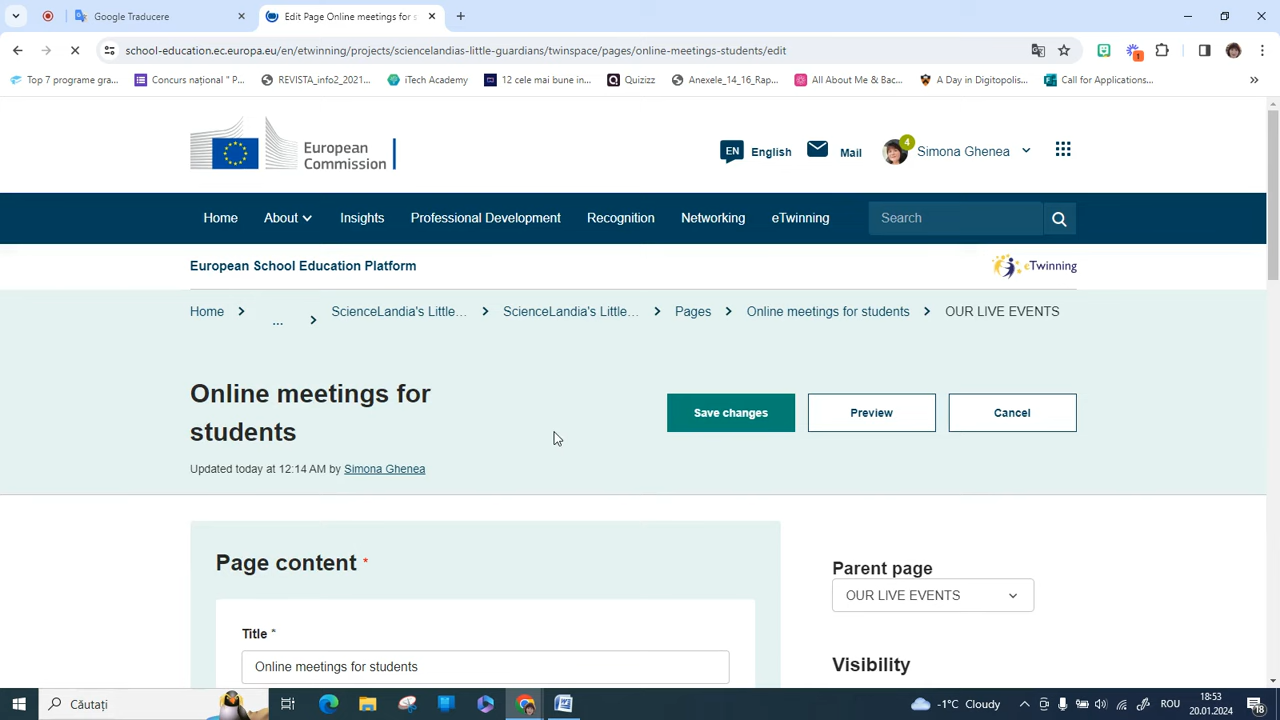 Google Traducere
Edit Page Online meetings for s
school-education.ec.europa.eu/en/etwinning/projects/sciencelandias-little-guardians/twinspace/pages/online-meetings-students/edit
1
Top 7 programe gra...
Concurs național " P...
REVISTA_info2_2021...
iTech Academy
12 cele mai bune in...
Quizizz
Anexele_14_16_Rap...
All About Me & Bac...
A Day in Digitopolis...
Call for Applications...
European
Commission
EN
English
Mail
4
Simona Ghenea
Home
About
Insights
Professional Development
Recognition
Networking
eTwinning
Search
European School Education Platform
eTwinning
Home
...
ScienceLandia's Little...
ScienceLandia's Little...
Pages
Online meetings for students
OUR LIVE EVENTS
Online meetings for
students
Save changes
Preview
Cancel
Updated today at 12:14 AM by Simona Ghenea
Page content *
Parent page
OUR LIVE EVENTS
Title *
Online meetings for students
Visibility
Căutați
-1°C Cloudy
ROU
18:53
20.01.2024
18